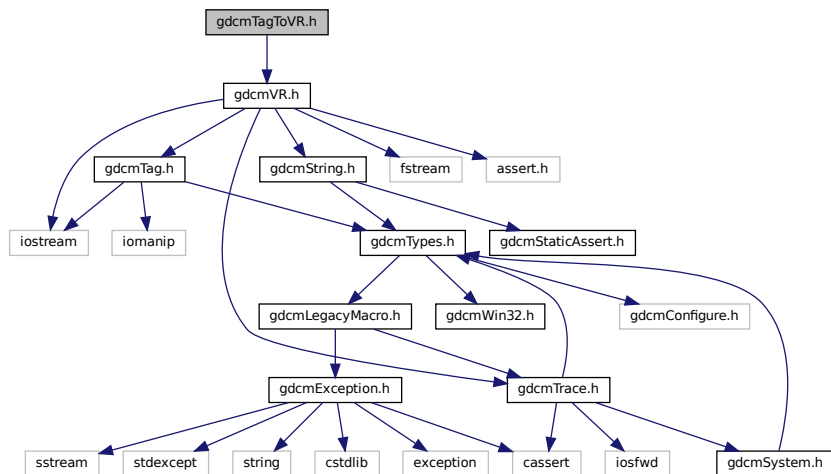 gdcmTagToVR.h
gdcmVR.h
gdcmTag.h
gdcmString.h
fstream
assert.h
iostream
iomanip
gdcmTypes.h
gdcmStaticAssert.h
gdcmLegacyMacro.h
gdcmWin32.h
gdcmConfigure.h
gdcmException.h
gdcmTrace.h
sstream
stdexcept
string
cstdlib
exception
cassert
iosfwd
gdcmSystem.h